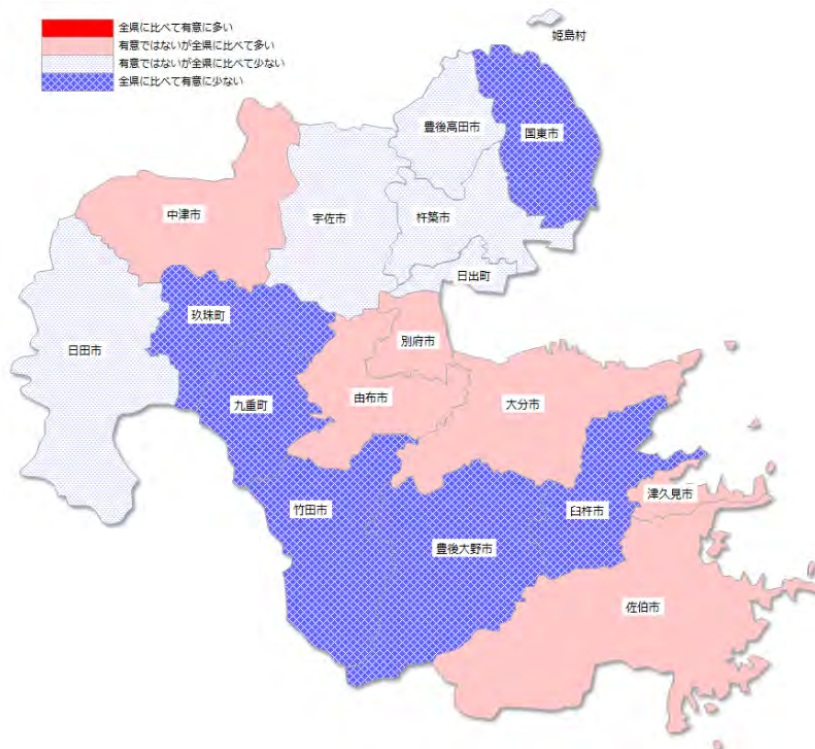 全県に比べて有意に多い
有意ではないが全県に比べて多い
有意ではないが全県に比べて少ない
全県に比べて有意に少ない
姫島村
豊後高田市
国東市
中津市
宇佐市
杵築市
日出町
玖珠町
別府市
日田市
九重町
由布市
大分市
津久見市
竹田市
臼杵市
豊後大野市
佐伯市